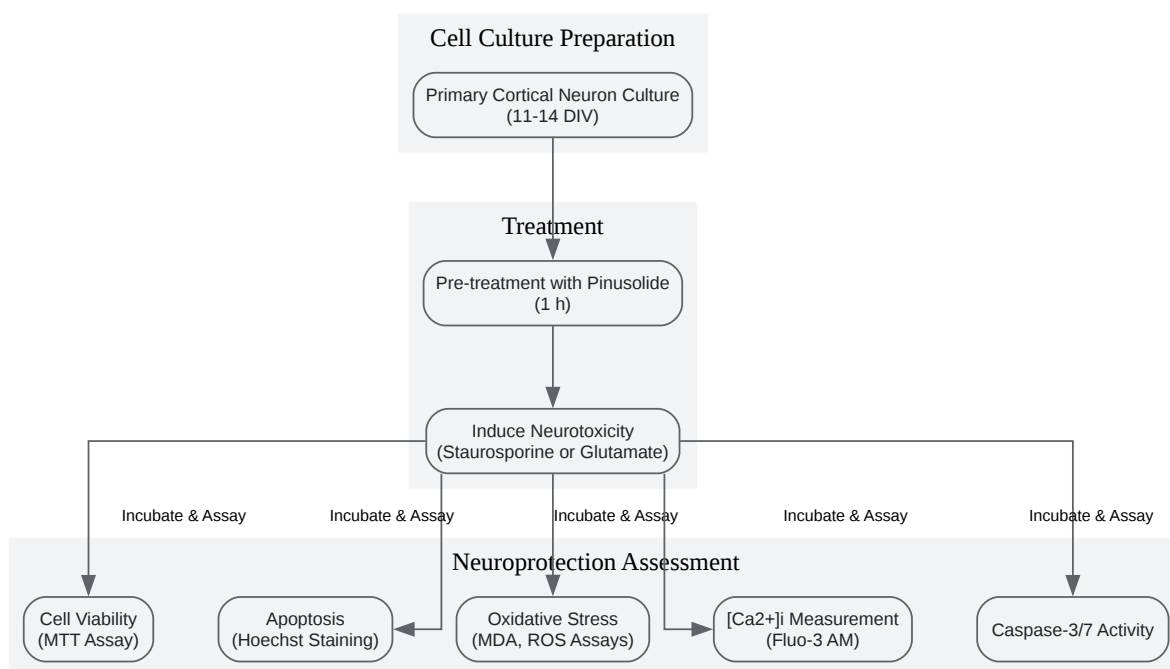 Cell Culture Preparation
Primary Cortical Neuron Culture
(11-14 DIV)
Treatment
Pre-treatment with Pinusolide
(1 h)
Induce Neurotoxicity
(Staurosporine or Glutamate)
Incubate & Assay
Incubate & Assay
Incubate & Assay
Incubate & Assay
Incubate & Assay
Neuroprotection Assessment
Cell Viability
(MTT Assay)
Apoptosis
(Hoechst Staining)
Oxidative Stress
(MDA, ROS Assays)
[Ca2+]i Measurement
(Fluo-3 AM)
Caspase-3/7 Activity